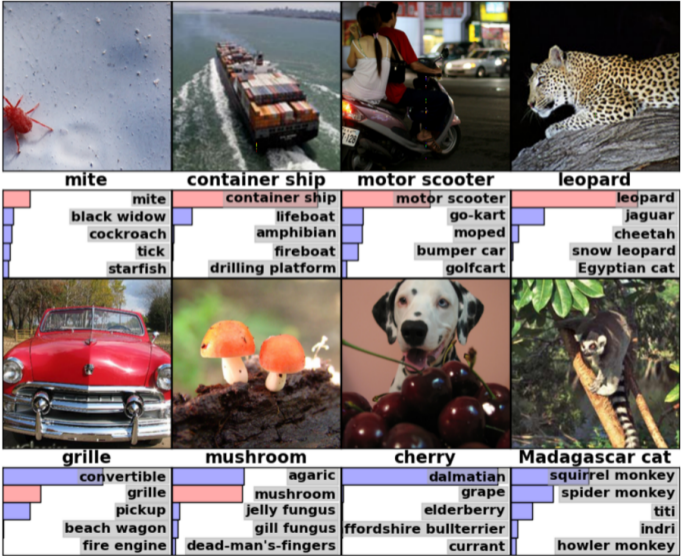 mite
container ship
motor scooter
leopard
mite
black widow
cockroach
tick
starfish
container ship
lifeboat
amphibian
fireboat
drilling platform
motor scooter
go-kart
moped
bumper car
golfcart
leopard
jaguar
cheetah
snow leopard
Egyptian cat
grille
mushroom
cherry
Madagascar cat
convertible
grille
pickup
beach wagon
fire engine
agaric
mushroom
jelly fungus
gill fungus
dead-man's-fingers
dalmatian
grape
elderberry
ffordshire bullterrier
currant
squirrel monkey
spider monkey
titi
indri
howler monkey